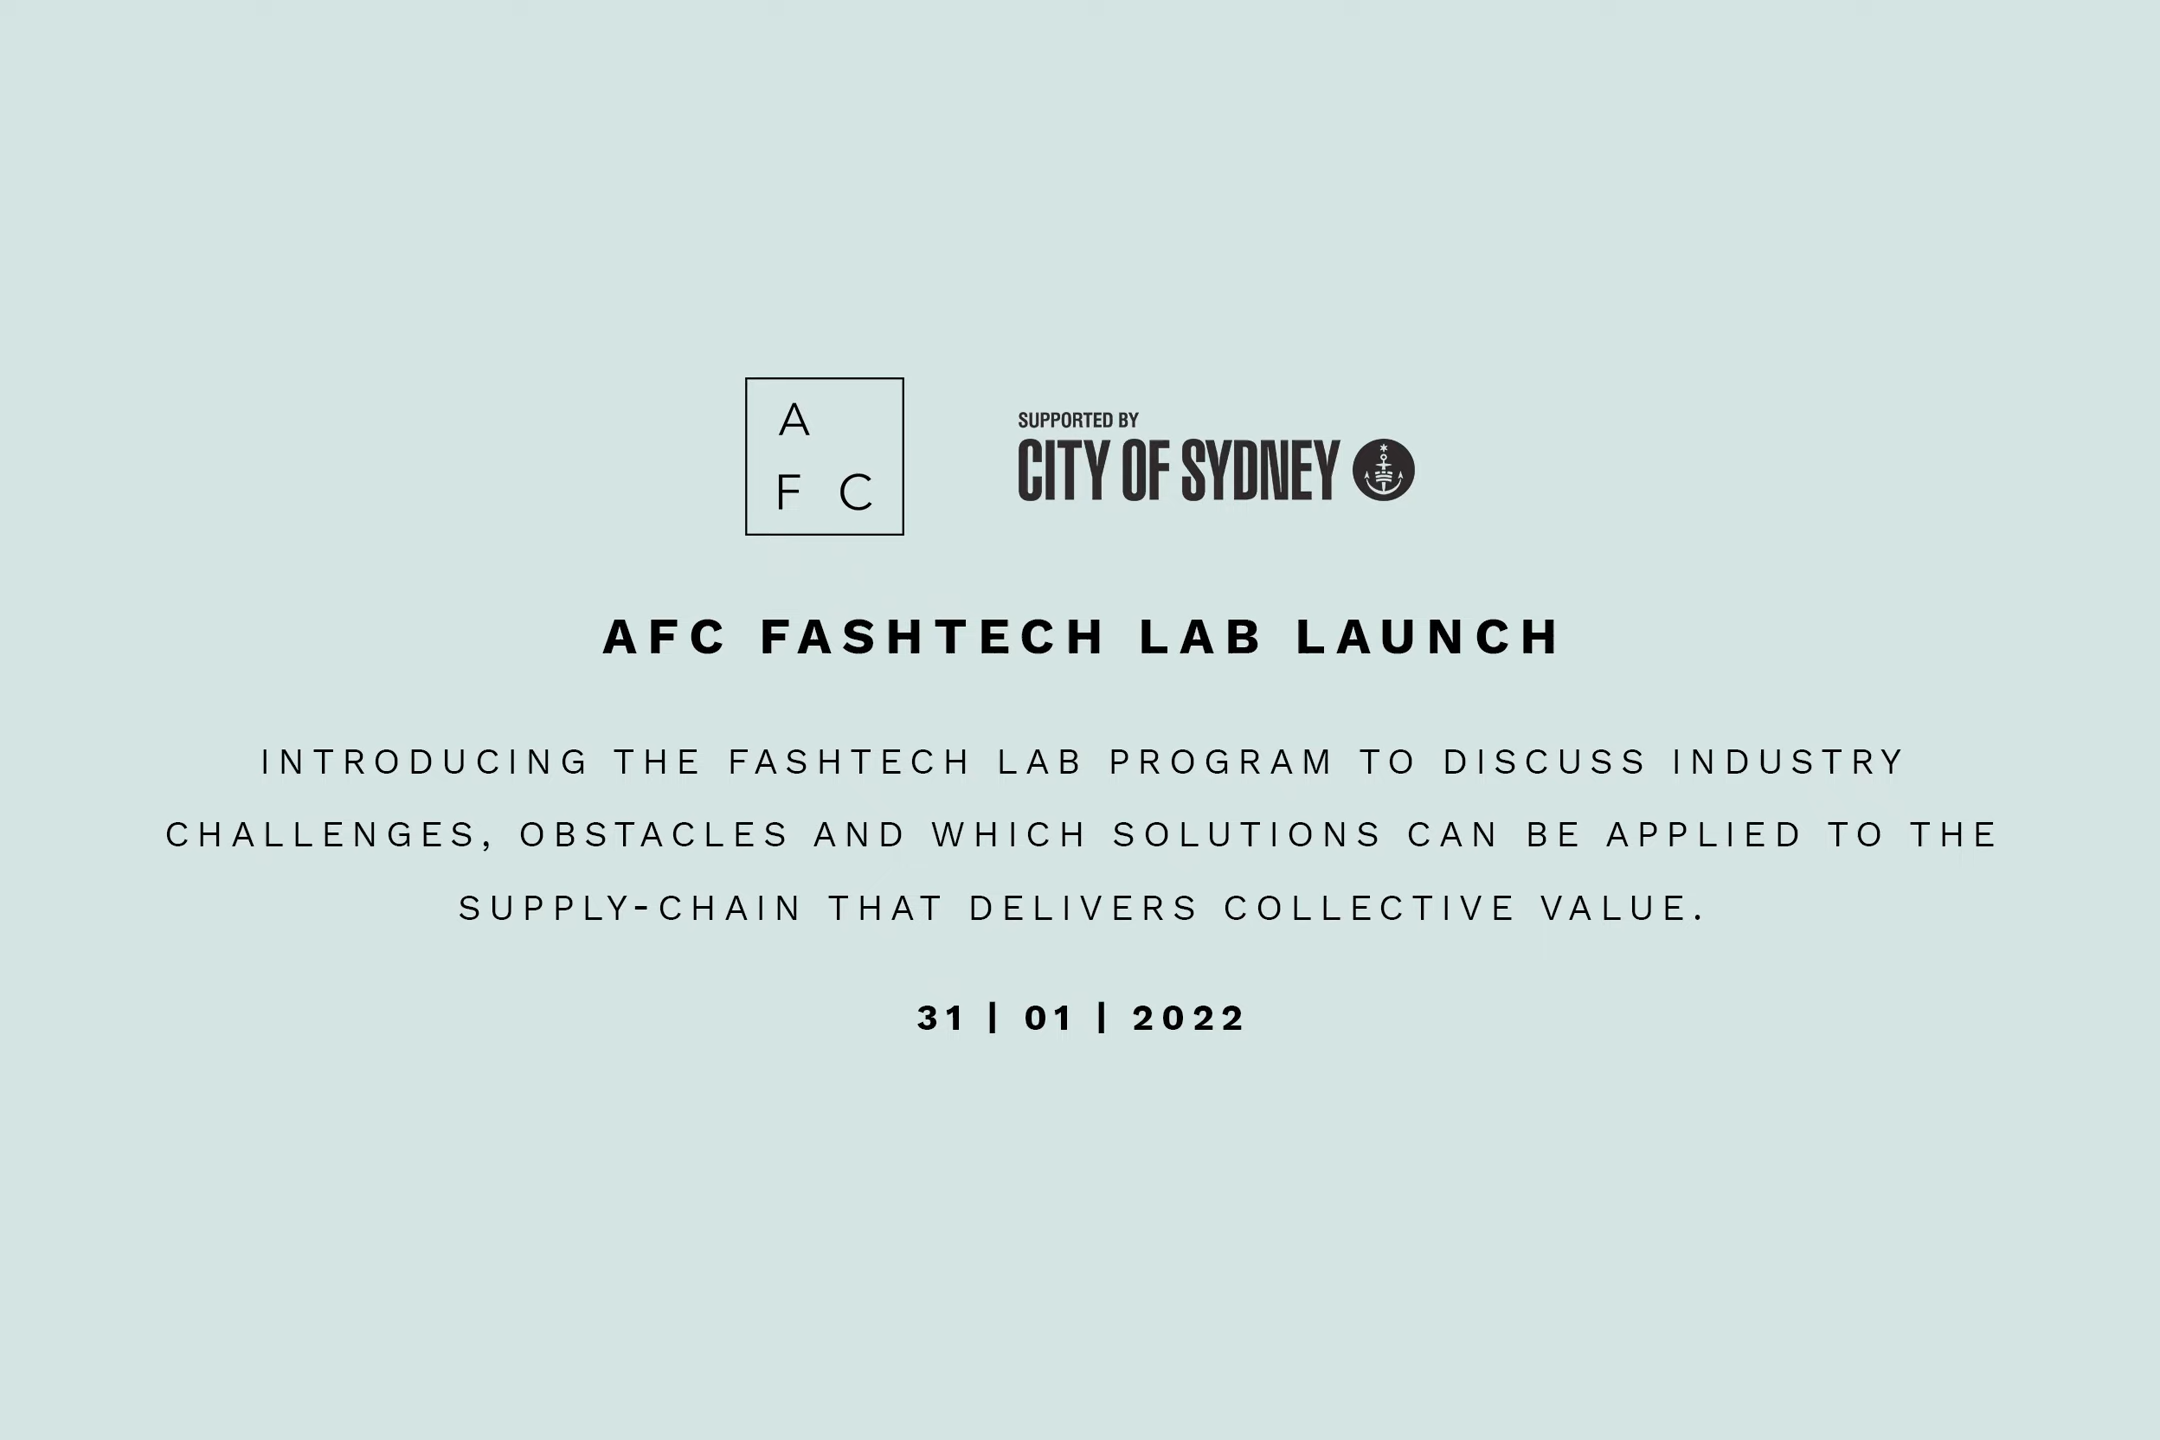 A
F C
SUPPORTED BY
CITY OF SYDNEY
AFC FASHTECH LAB LAUNCH
INTRODUCING THE FASHTECH LAB PROGRAM TO DISCUSS INDUSTRY
CHALLENGES, OBSTACLES AND WHICH SOLUTIONS CAN BE APPLIED TO THE
SUPPLY-CHAIN THAT DELIVERS COLLECTIVE VALUE.
31 | 01 | 2022